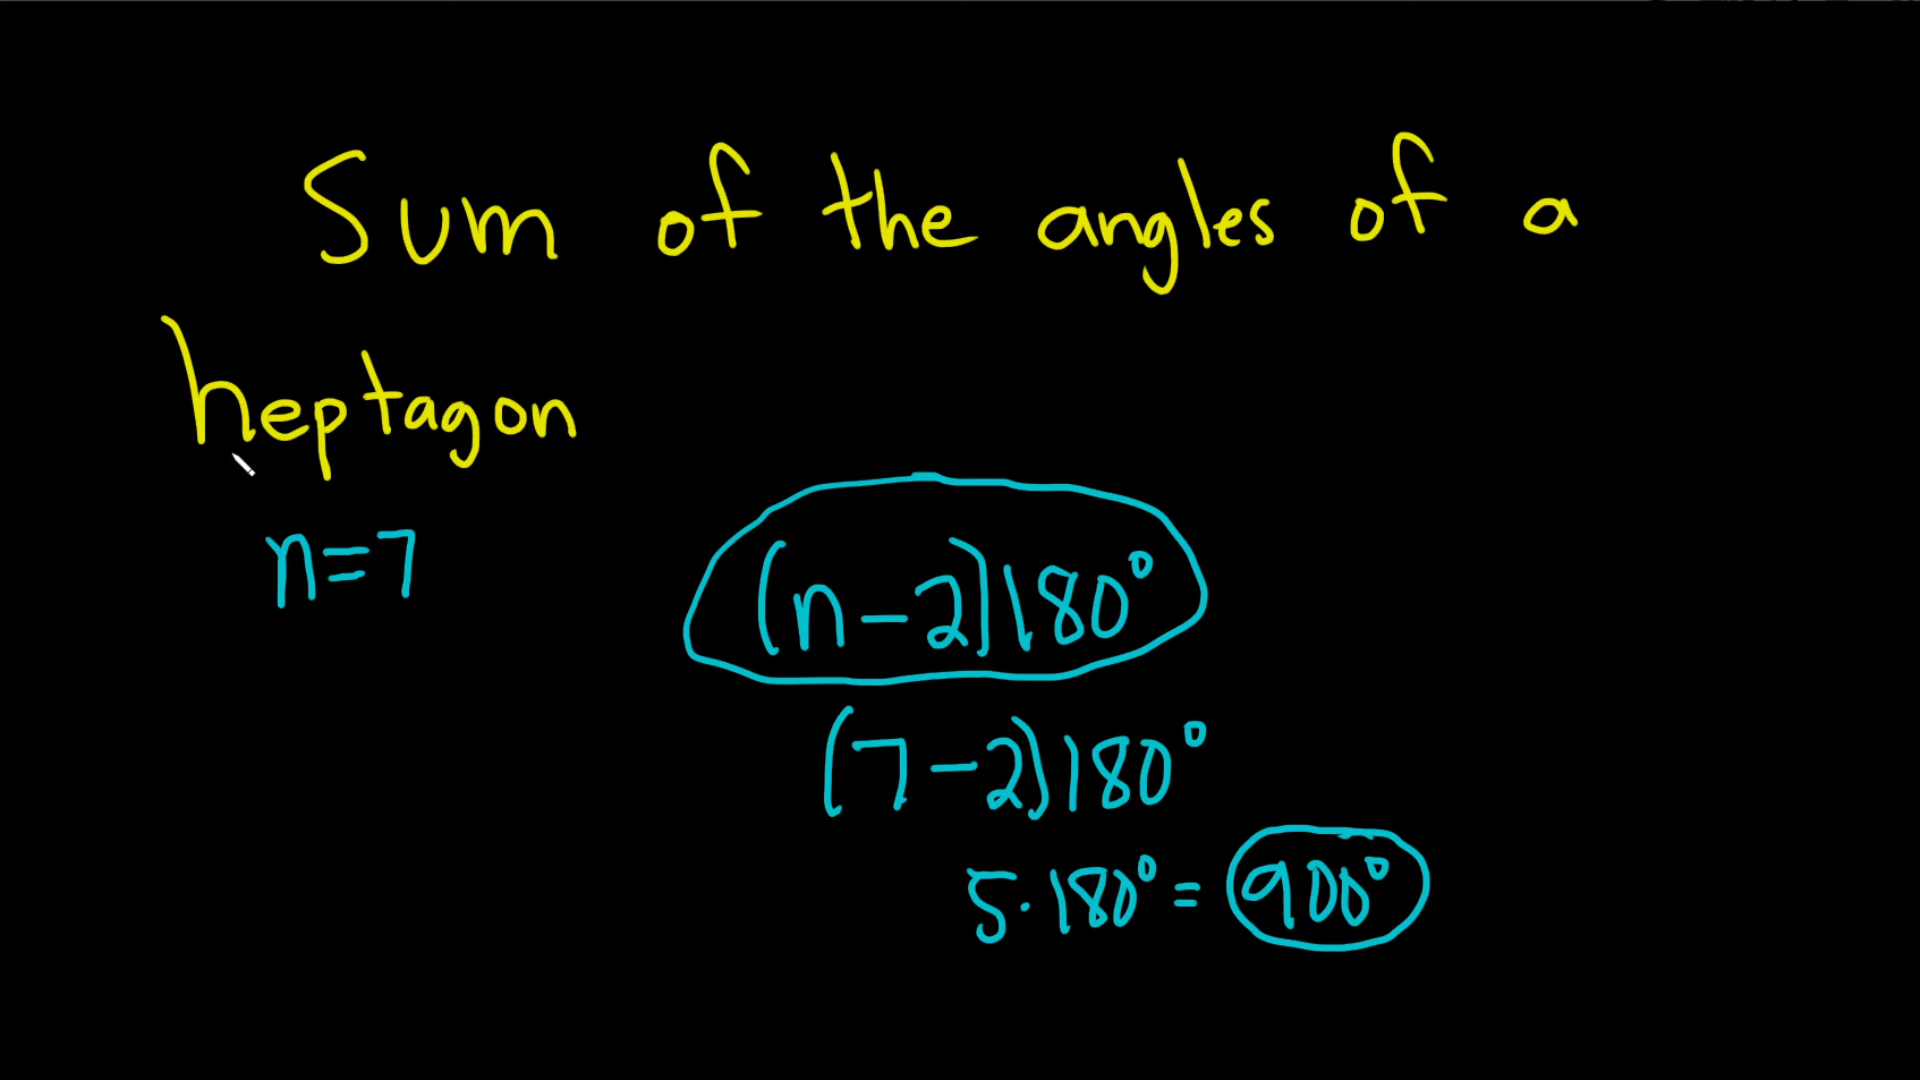 Sum of the angles of a
heptagon
n=7
(n-2)180°
(7-2)180°
5·180°=900°